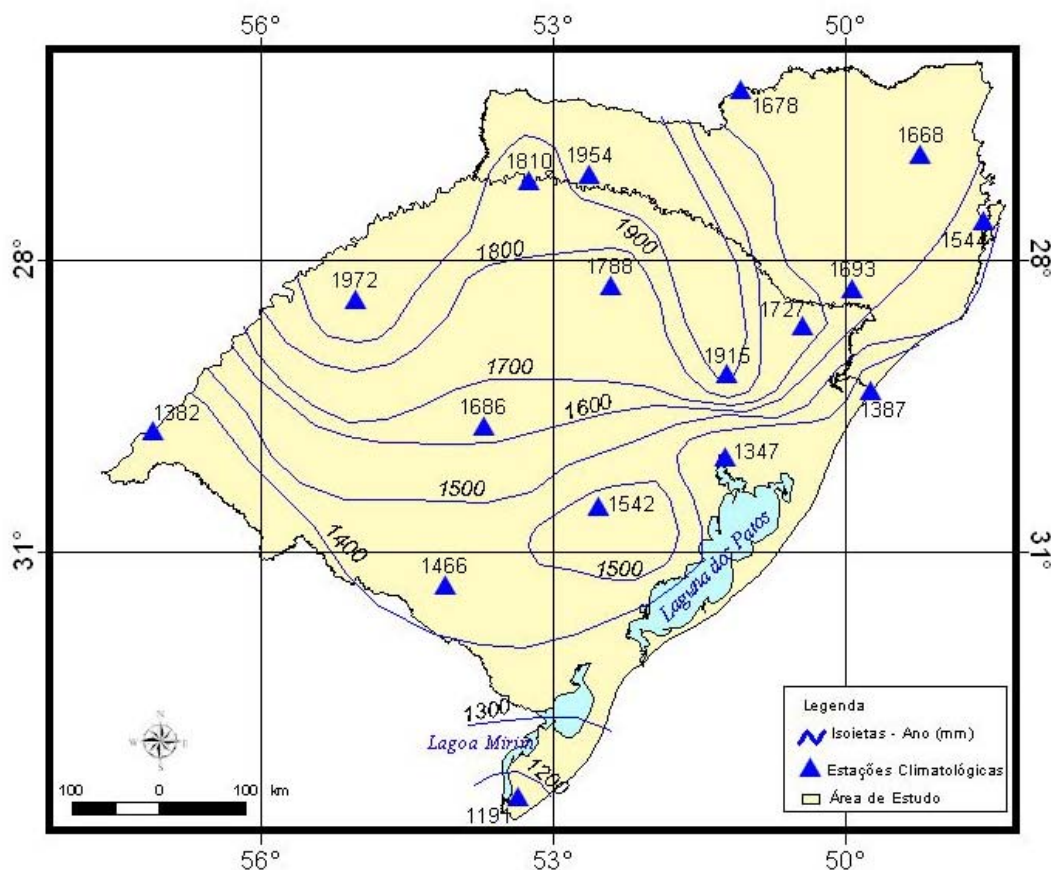 56° 53° 50°
1678
1668
1810 1954
1544
28° 1900 28°
1800
1972 1788 1693
1727
1915
1700
1382 1686 1600 1387
1347
1500
1542
31° 1400 31°
1466 1500
Laguna dos Patos
1300
Lagoa Mirim
1200
N
W E
S
100 0 100 km
Legenda
Isoietas - Ano (mm)
Estações Climatológicas
Área de Estudo
56° 53° 50°